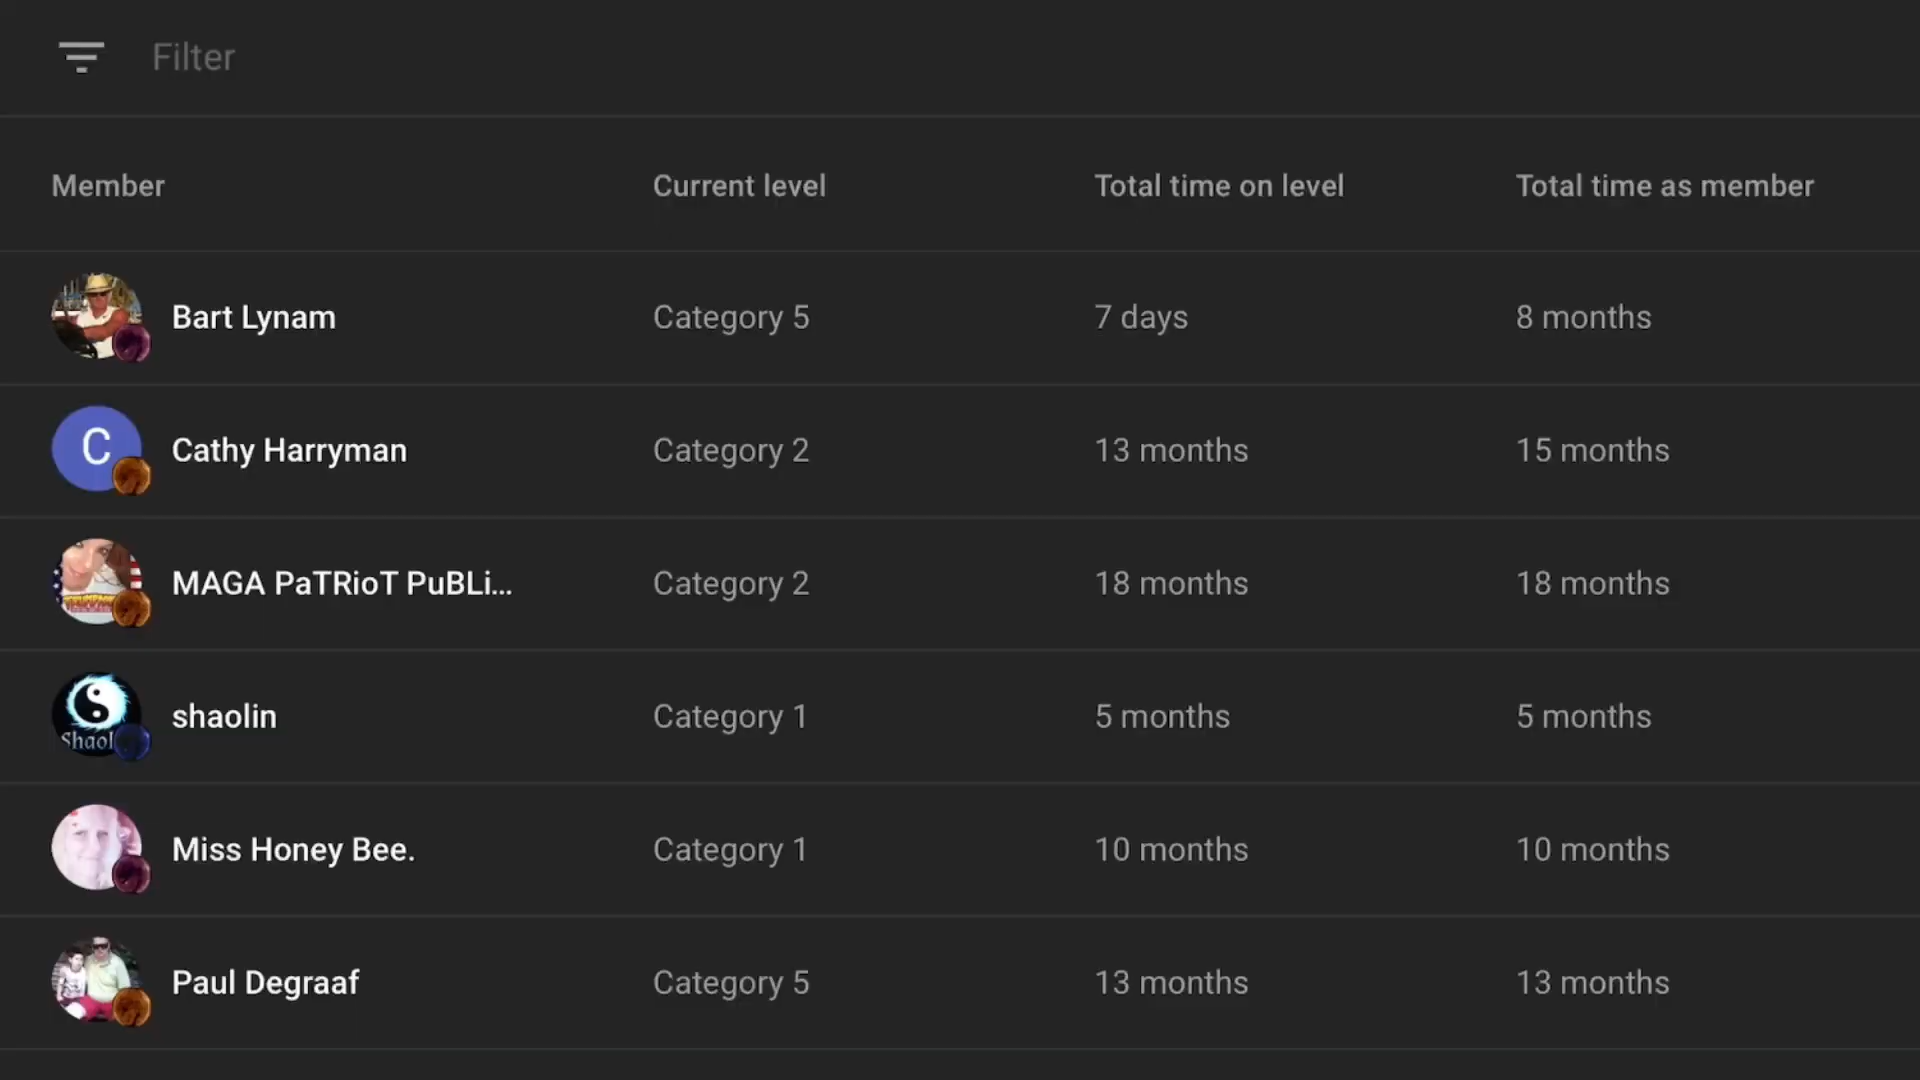 Filter
Member Current level Total time on level Total time as member
Bart Lynam Category 5 7 days 8 months
C Cathy Harryman Category 2 13 months 15 months
MAGA PaTRioT PuBLi... Category 2 18 months 18 months
shaolin Category 1 5 months 5 months
Miss Honey Bee. Category 1 10 months 10 months
Paul Degraaf Category 5 13 months 13 months